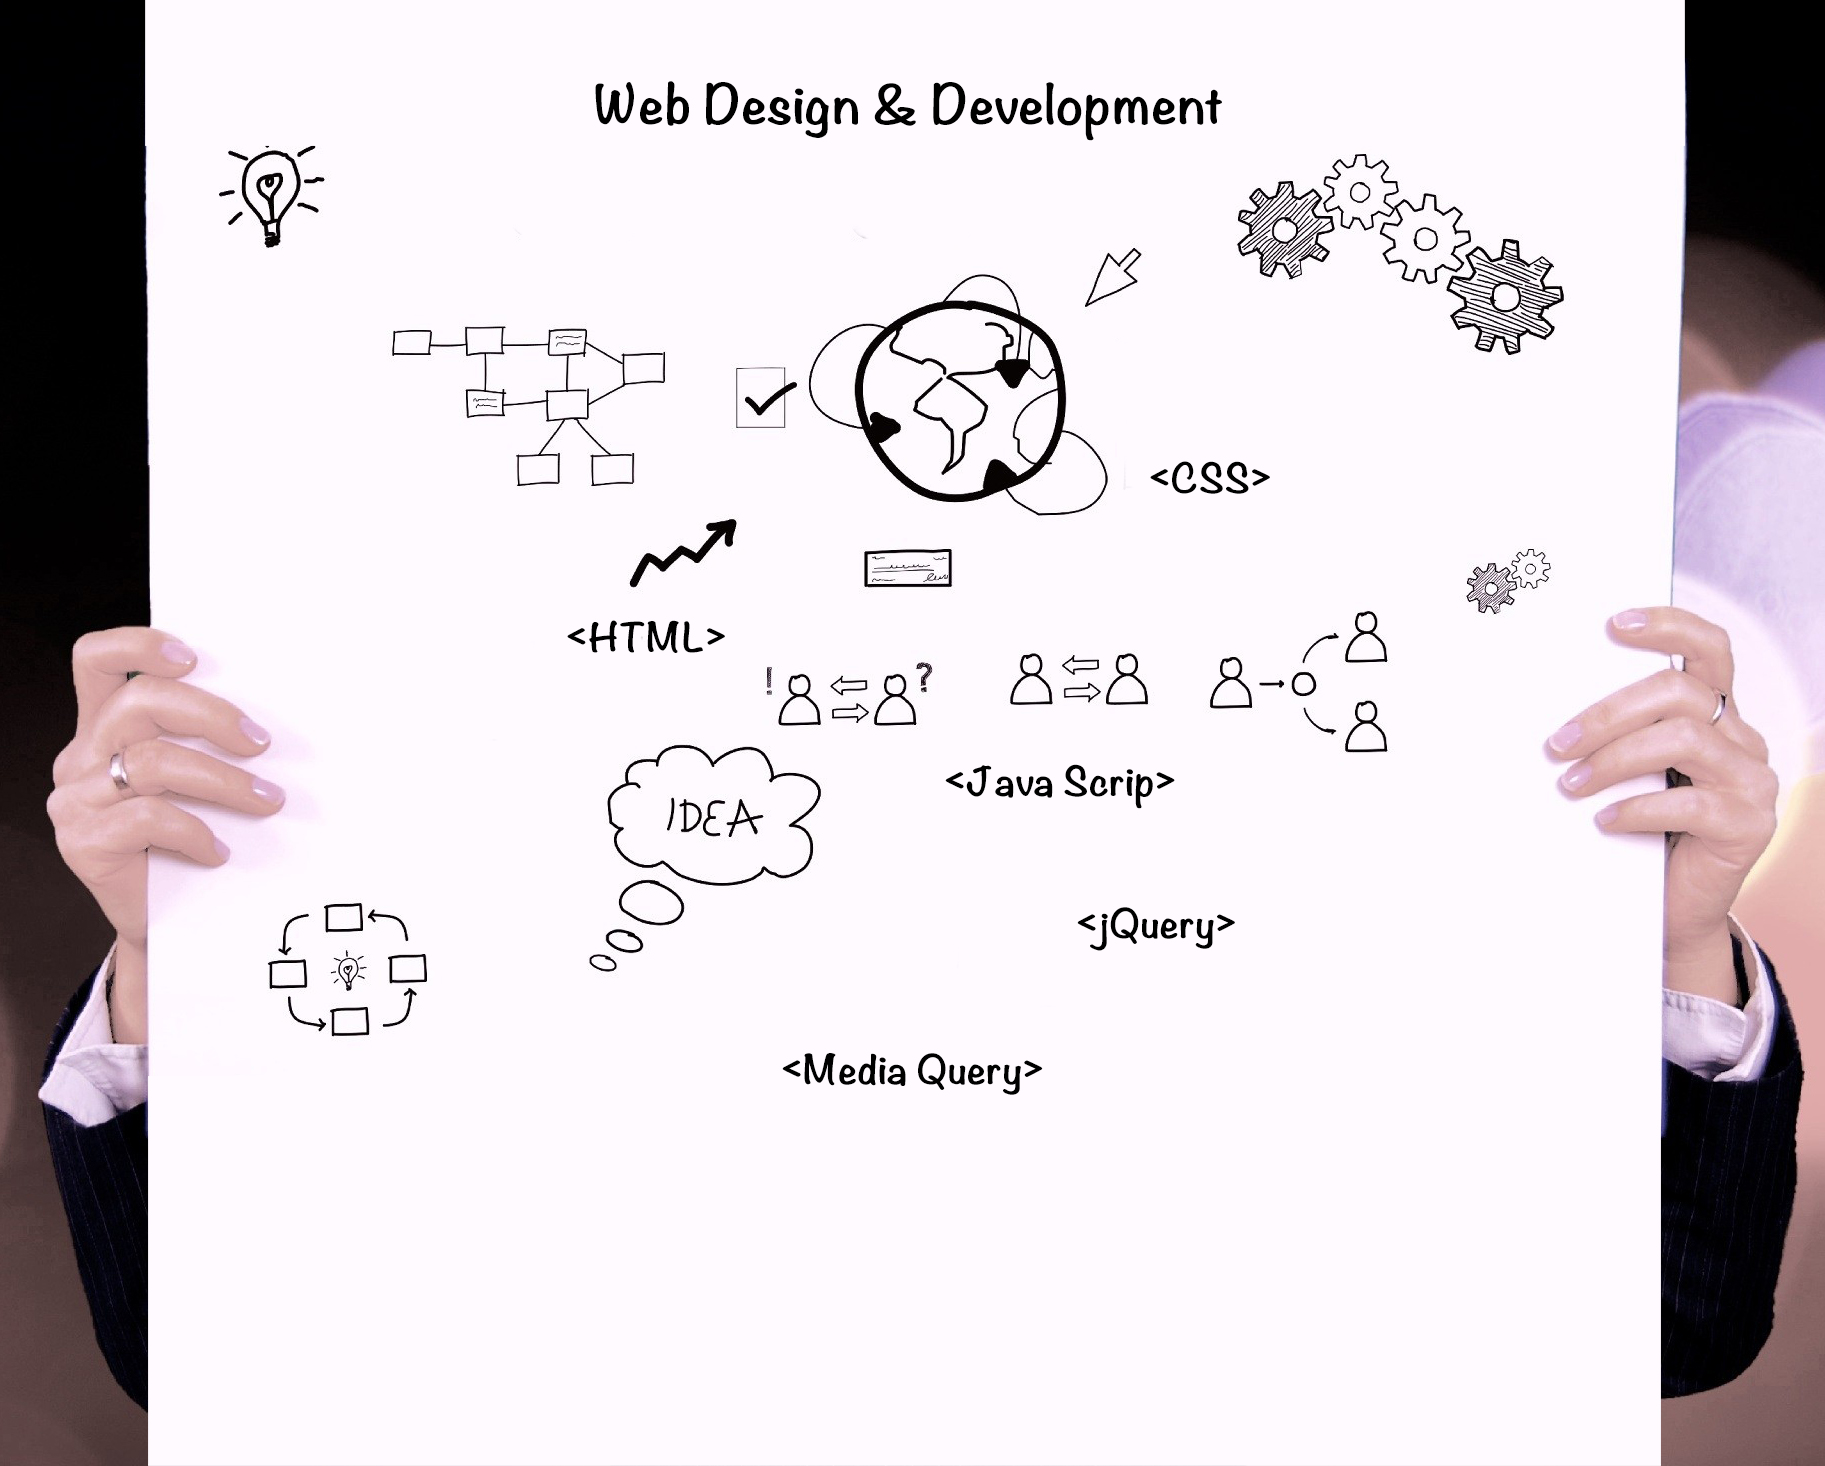 Web Design & Development
<CSS>
<HTML>
! ?
<Java Scrip>
IDEA
<jQuery>
<Media Query>